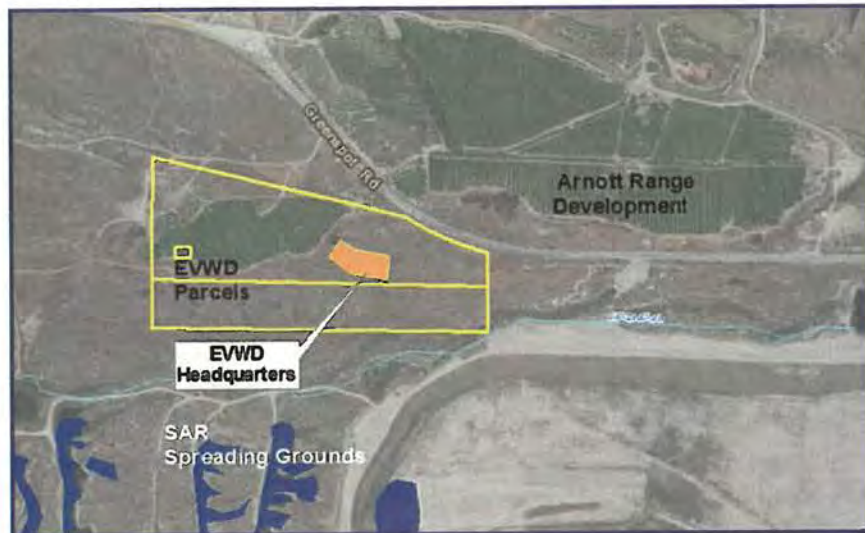 Greenspot Rd
Arnott Range
Development
EVWD
Parcels
EVWD
Headquarters
SAR
Spreading Grounds